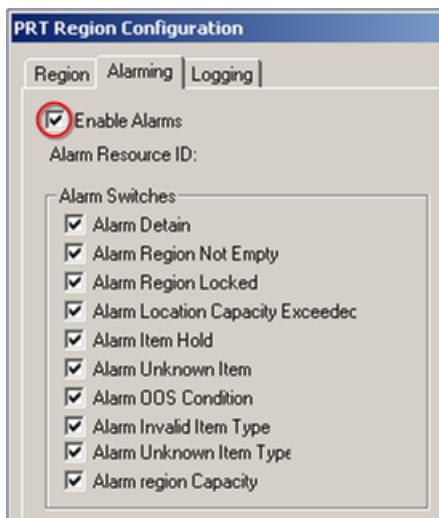 PRT Region Configuration
Region Alarming Logging
Enable Alarms
Alarm Resource ID:
Alarm Switches
Alarm Detain
Alarm Region Not Empty
Alarm Region Locked
Alarm Location Capacity Exceedec
Alarm Item Hold
Alarm Unknown Item
Alarm OOS Condition
Alarm Invalid Item Type
Alarm Unknown Item Type
Alarm region Capacity